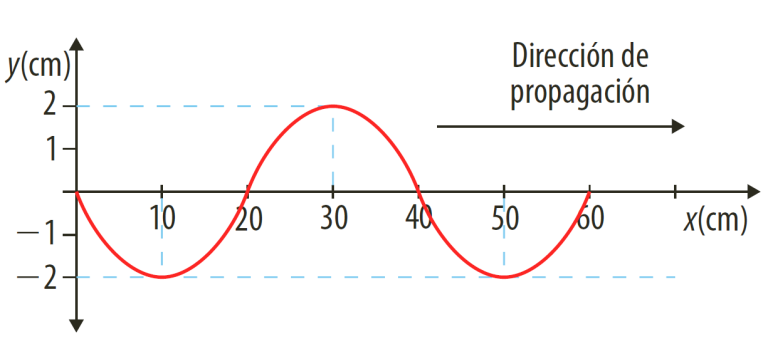 y(cm)
Dirección de
propagación
2
1
10 20 30 40 50 60
x(cm)
—1
—2